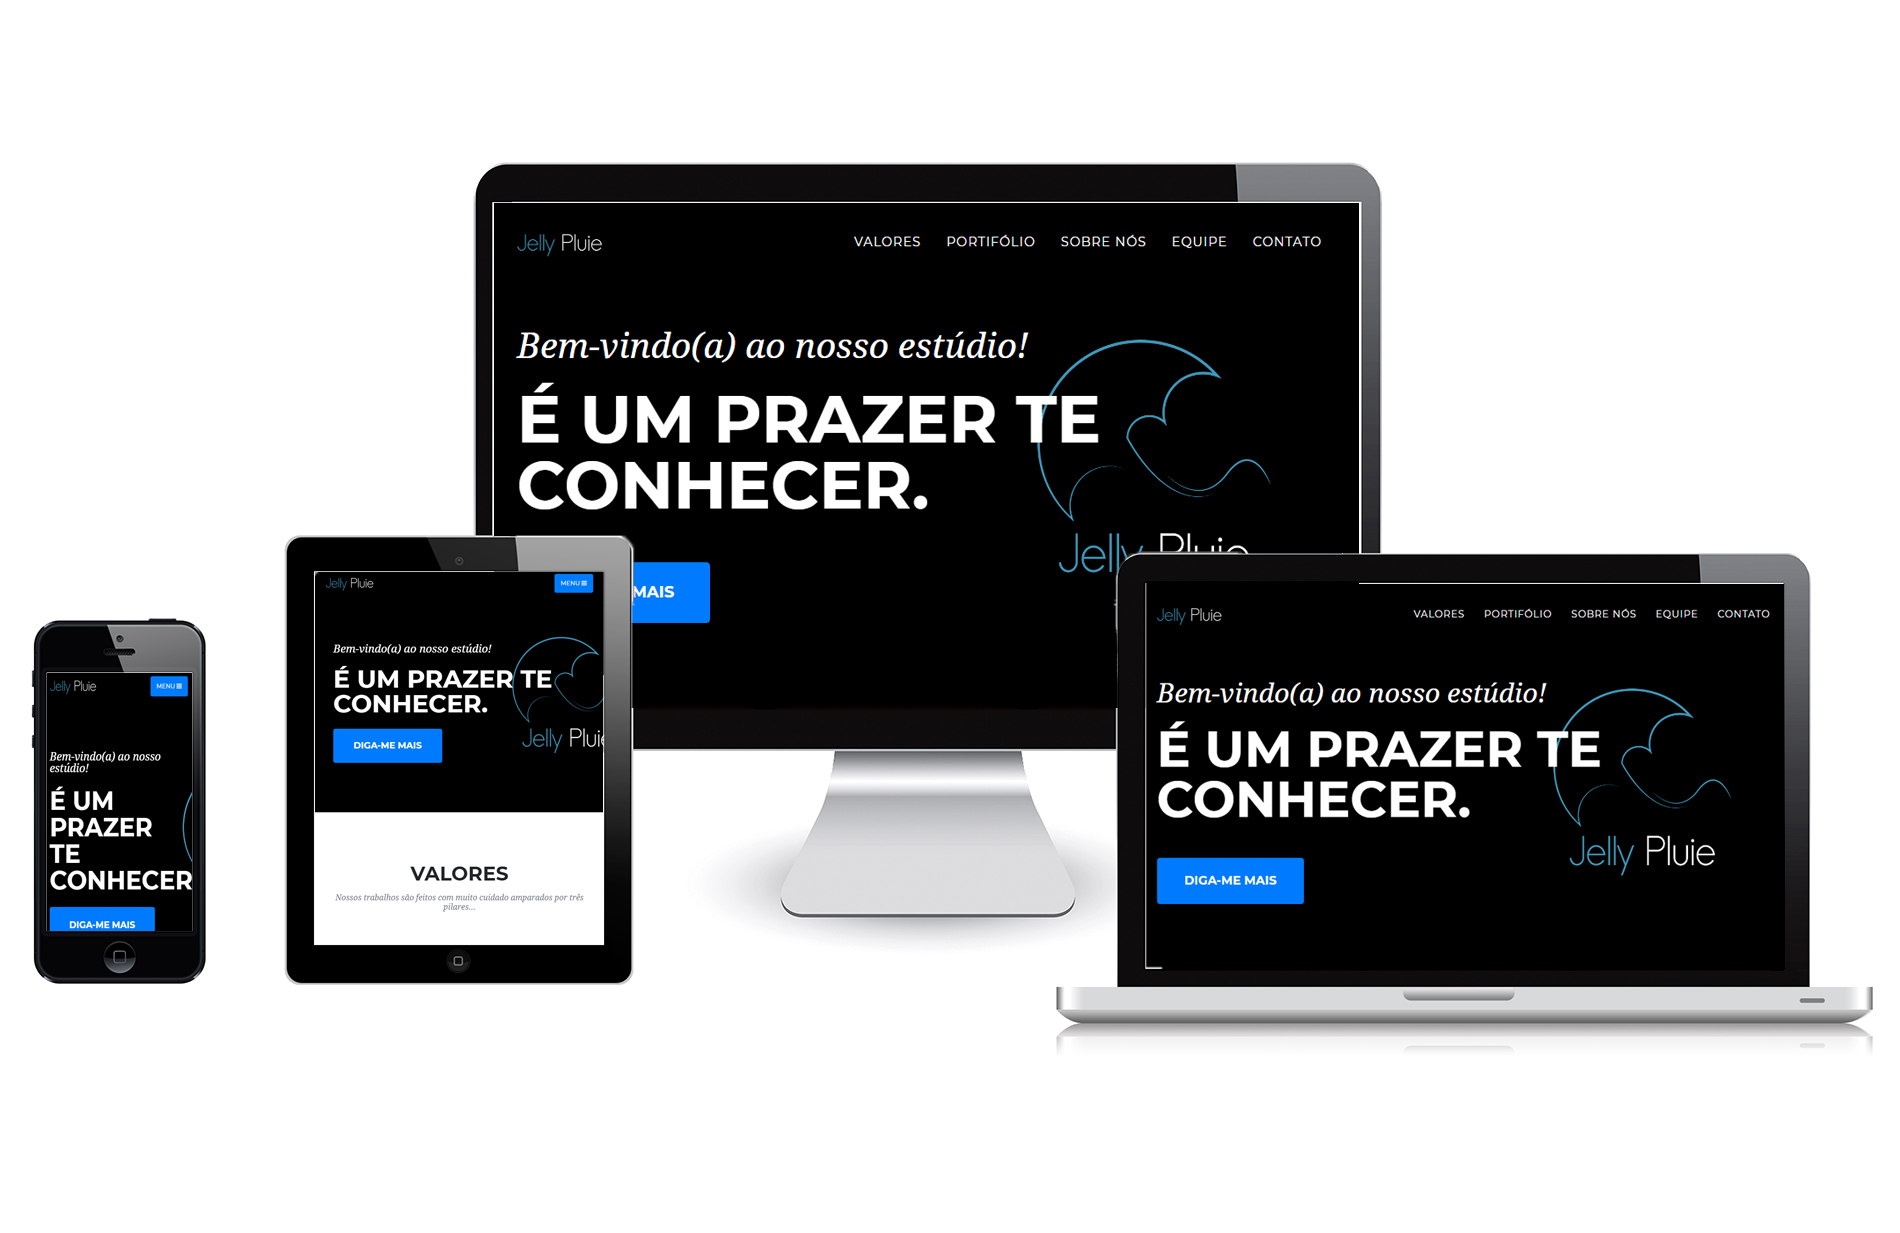 Jelly Pluie
VALORES PORTIFÓLIO SOBRE NÓS EQUIPE CONTATO
Bem-vindo(a) ao nosso estúdio!
É UM PRAZER TE
CONHECER.
Jelly Pluie
MAIS
Jelly Pluie
MENU
Bem-vindo(a) ao nosso estúdio!
É UM PRAZER TE
CONHECER.
DIGA-ME MAIS
Jelly Pluie
VALORES
Nossos trabalhos são feitos com muito cuidado amparados por três
pilares...
Jelly Pluie
MENU
Bem-vindo(a) ao nosso
estúdio!
É UM
PRAZER
TE
CONHECER
DIGA-ME MAIS
Jelly Pluie
VALORES PORTIFÓLIO SOBRE NÓS EQUIPE CONTATO
Bem-vindo(a) ao nosso estúdio!
É UM PRAZER TE
CONHECER.
Jelly Pluie
DIGA-ME MAIS